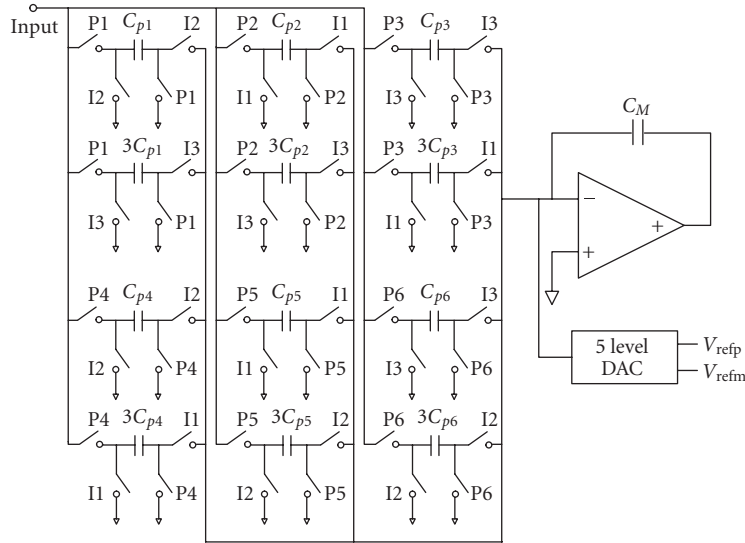 Input
P1 Cp1 I2 P2 Cp2 I1 P3 Cp3 I3
I2 P1 I1 P2 I3 P3
CM
P1 3Cp1 I3 P2 3Cp2 I3 P3 3Cp3 I1
I3 P1 I3 P2 I1 P3
− + +
P4 Cp4 I2 P5 Cp5 I1 P6 Cp6 I3
I2 P4 I1 P5 I3 P6
5 level
DAC
Vrefp
Vrefm
P4 3Cp4 I1 P5 3Cp5 I2 P6 3Cp6 I2
I1 P4 I2 P5 I2 P6